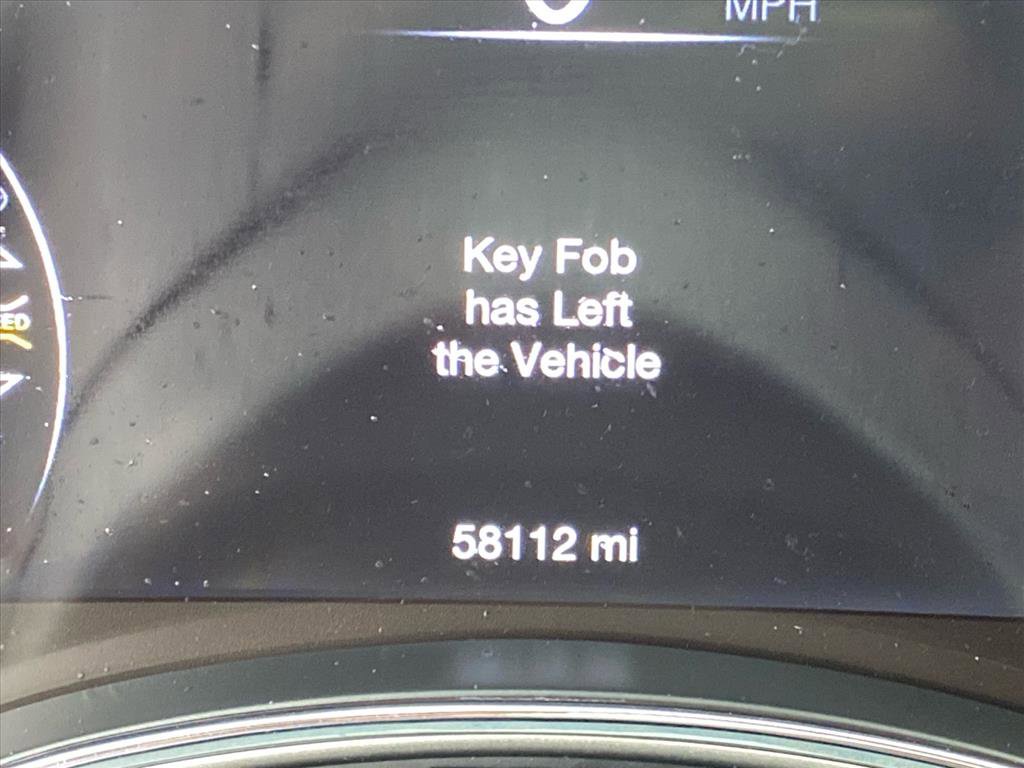 MPH
Key Fob
has Left
the Vehicle
58112 mi